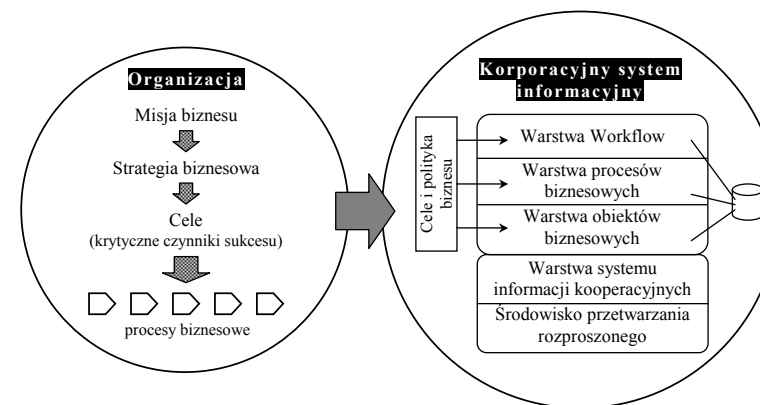 Organizacja
Misja biznesu
Strategia biznesowa
Cele
(krytyczne czynniki sukcesu)
procesy biznesowe
Korporacyjny system
informacyjny
Cele i polityka
biznesu
Warstwa Workflow
Warstwa procesów
biznesowych
Warstwa obiektów
biznesowych
Warstwa systemu
informacji kooperacyjnych
Środowisko przetwarzania
rozproszonego